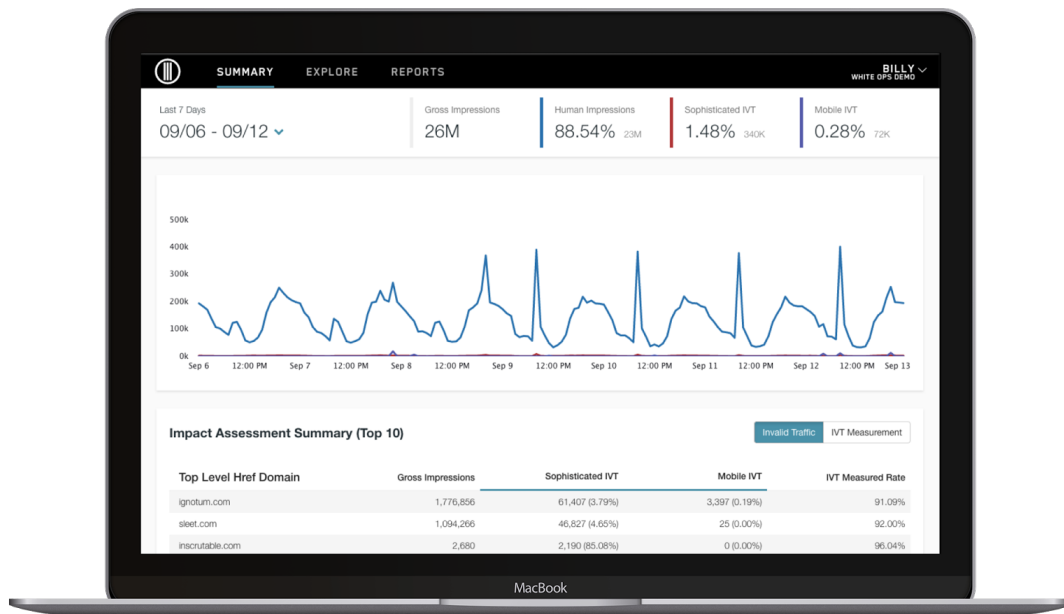 SUMMARY EXPLORE REPORTS BILLY
WHITE OPS DEMO
Last 7 Days Gross Impressions Human Impressions Sophisticated IVT Mobile IVT
09/06 - 09/12 26M 88.54% 23M 1.48% 340K 0.28% 72K
500k
400k
300k
200k
100k
0k
Sep 6 12:00 PM Sep 7 12:00 PM Sep 8 12:00 PM Sep 9 12:00 PM Sep 10 12:00 PM Sep 11 12:00 PM Sep 12 12:00 PM Sep 13
Impact Assessment Summary (Top 10) Invalid Traffic IVT Measurement
Top Level Href Domain Gross Impressions Sophisticated IVT Mobile IVT IVT Measured Rate
ignotum.com 1,776,856 61,407 (3.79%) 3,397 (0.19%) 91.09%
sleet.com 1,094,266 46,827 (4.65%) 25 (0.00%) 92.00%
inscrutable.com 2,680 2,190 (85.08%) 0 (0.00%) 96.04%
MacBook